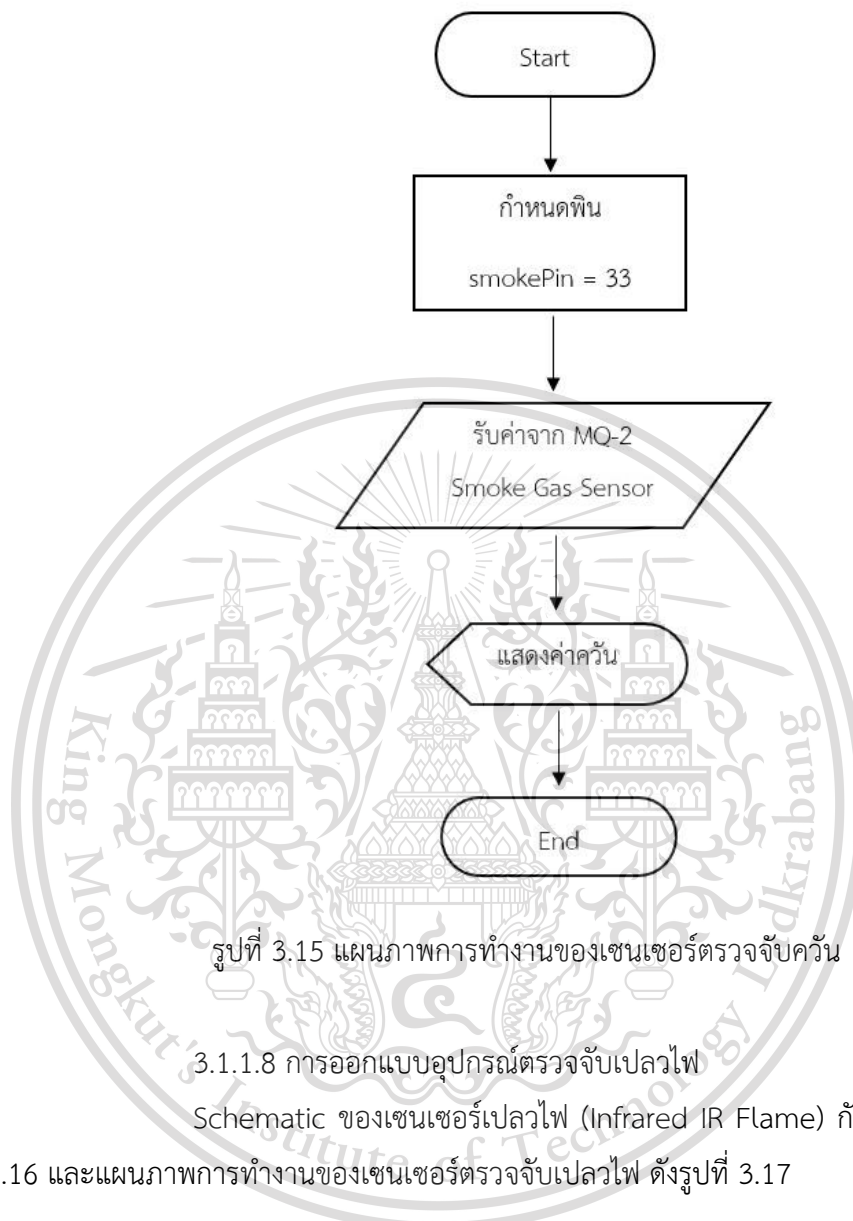 Start
กำหนดพิน
smokePin = 33
รับค่าจาก MQ-2
Smoke Gas Sensor
แสดงค่าควัน
End
รูปที่ 3.15 แผนภาพการทำงานของเซนเซอร์ตรวจจับควัน
3.1.1.8 การออกแบบอุปกรณ์ตรวจจับเปลวไฟ
Schematic ของเซนเซอร์เปลวไฟ (Infrared IR Flame)
.16 และแผนภาพการทำงานของเซนเซอร์ตรวจจับเปลวไฟ ดังรูปที่ 3.17
King Mongkut's Institute of Technology Ladkrabang